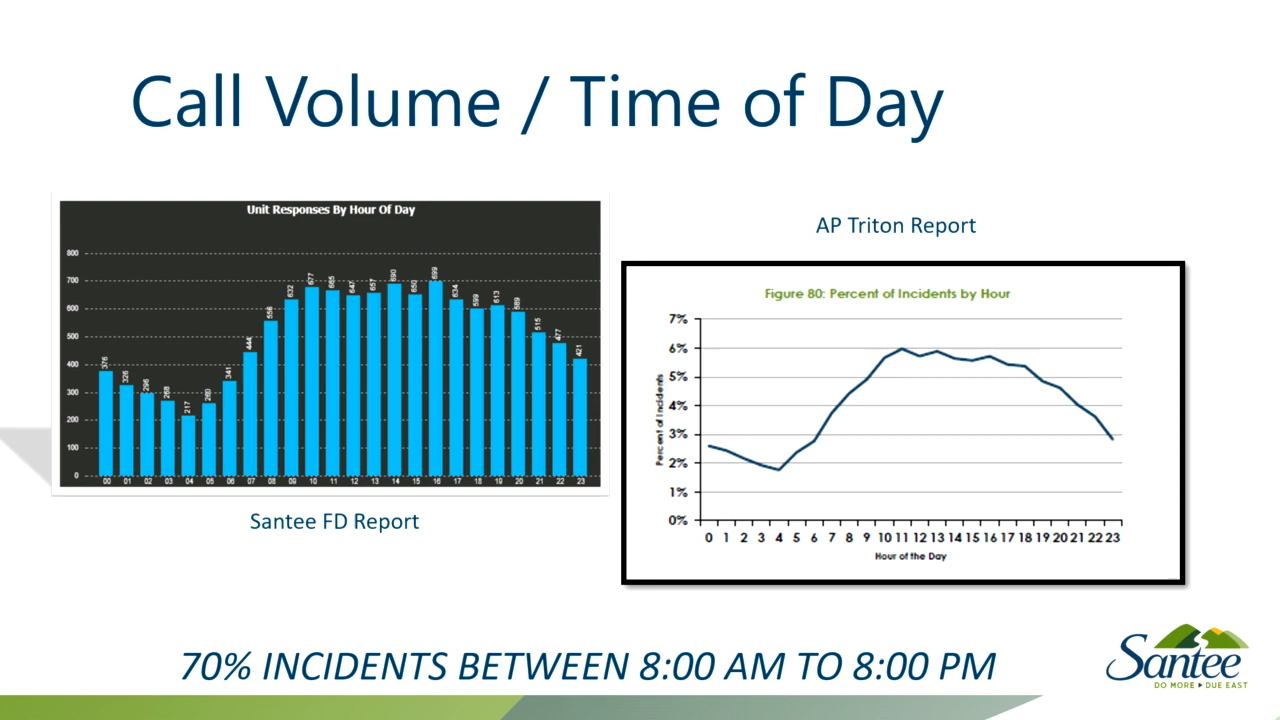 Call Volume / Time of Day
Unit Responses By Hour Of Day
800
700
600
500
400
300
200
100
0
376 326 296 268 217 260 341 444 556 632 677 665 647 657 690 650 699 634 599 613 589 515 477 421
00 01 02 03 04 05 06 07 08 09 10 11 12 13 14 15 16 17 18 19 20 21 22 23
Santee FD Report
AP Triton Report
Figure 80: Percent of Incidents by Hour
Percent of Incidents
7%
6%
5%
4%
3%
2%
1%
0%
0 1 2 3 4 5 6 7 8 9 10 11 12 13 14 15 16 17 18 19 20 21 22 23
Hour of the Day
70% INCIDENTS BETWEEN 8:00 AM TO 8:00 PM
Santee
DO MORE ▸ DUE EAST